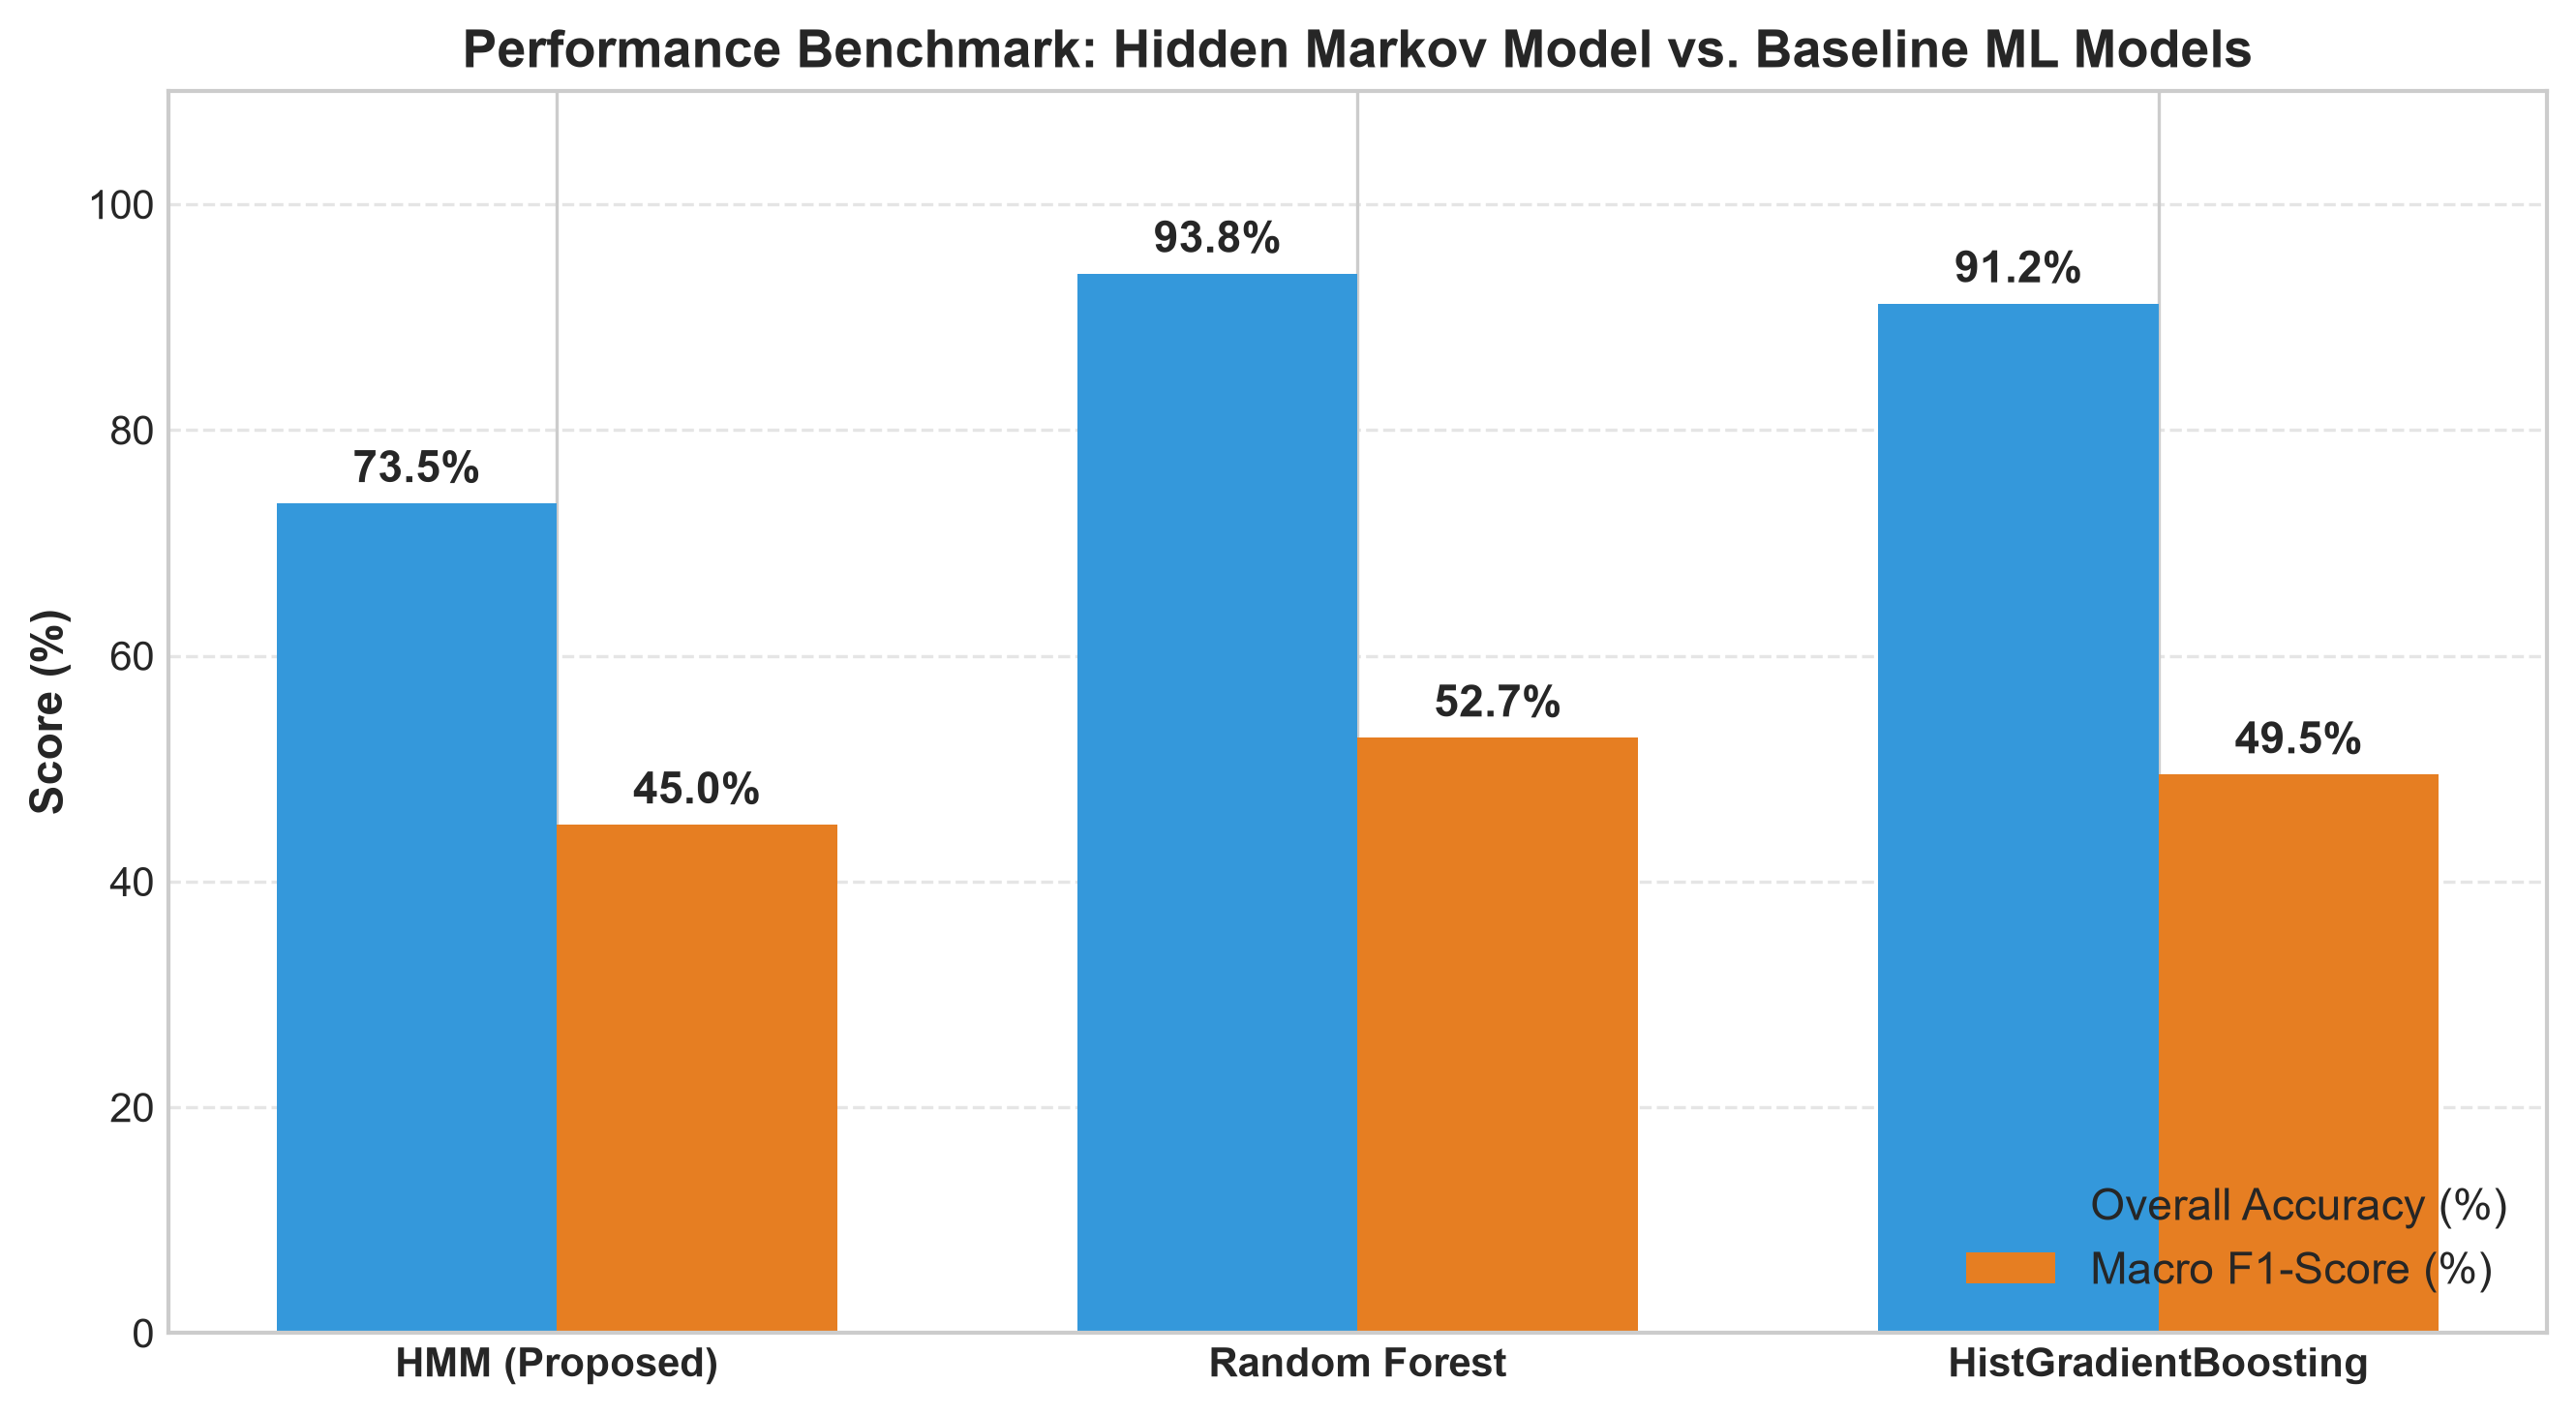 Performance Benchmark: Hidden Markov Model vs. Baseline ML Models
Score (%)
100
80
60
40
20
0
73.5%
45.0%
93.8%
52.7%
91.2%
49.5%
Overall Accuracy (%)
Macro F1-Score (%)
HMM (Proposed)
Random Forest
HistGradientBoosting